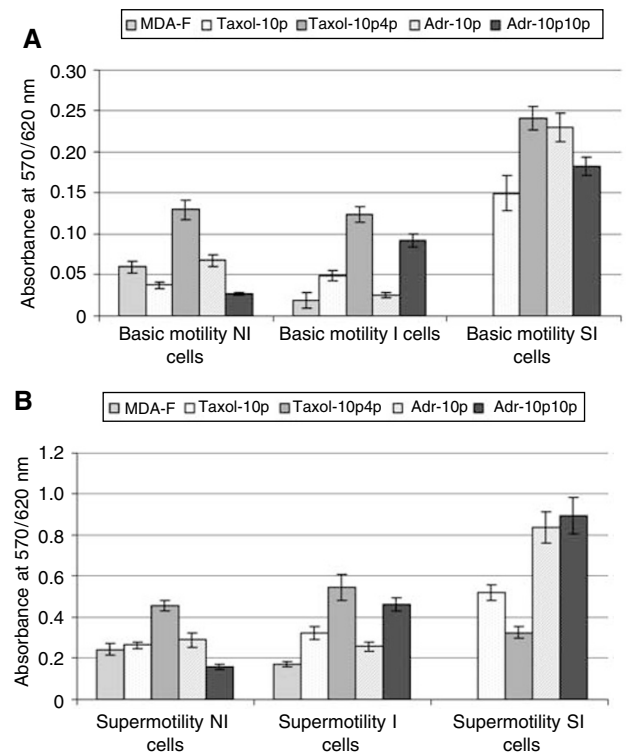 MDA-F Taxol-10p Taxol-10p4p Adr-10p Adr-10p10p
A
Absorbance at 570/620 nm
0.30
0.25
0.20
0.15
0.10
0.05
0
Basic motility NI cells
Basic motility I cells
Basic motility SI cells
B
MDA-F Taxol-10p Taxol-10p4p Adr-10p Adr-10p10p
Absorbance at 570/620 nm
1.2
1.0
0.8
0.6
0.4
0.2
0
Supermotility NI cells
Supermotility I cells
Supermotility SI cells